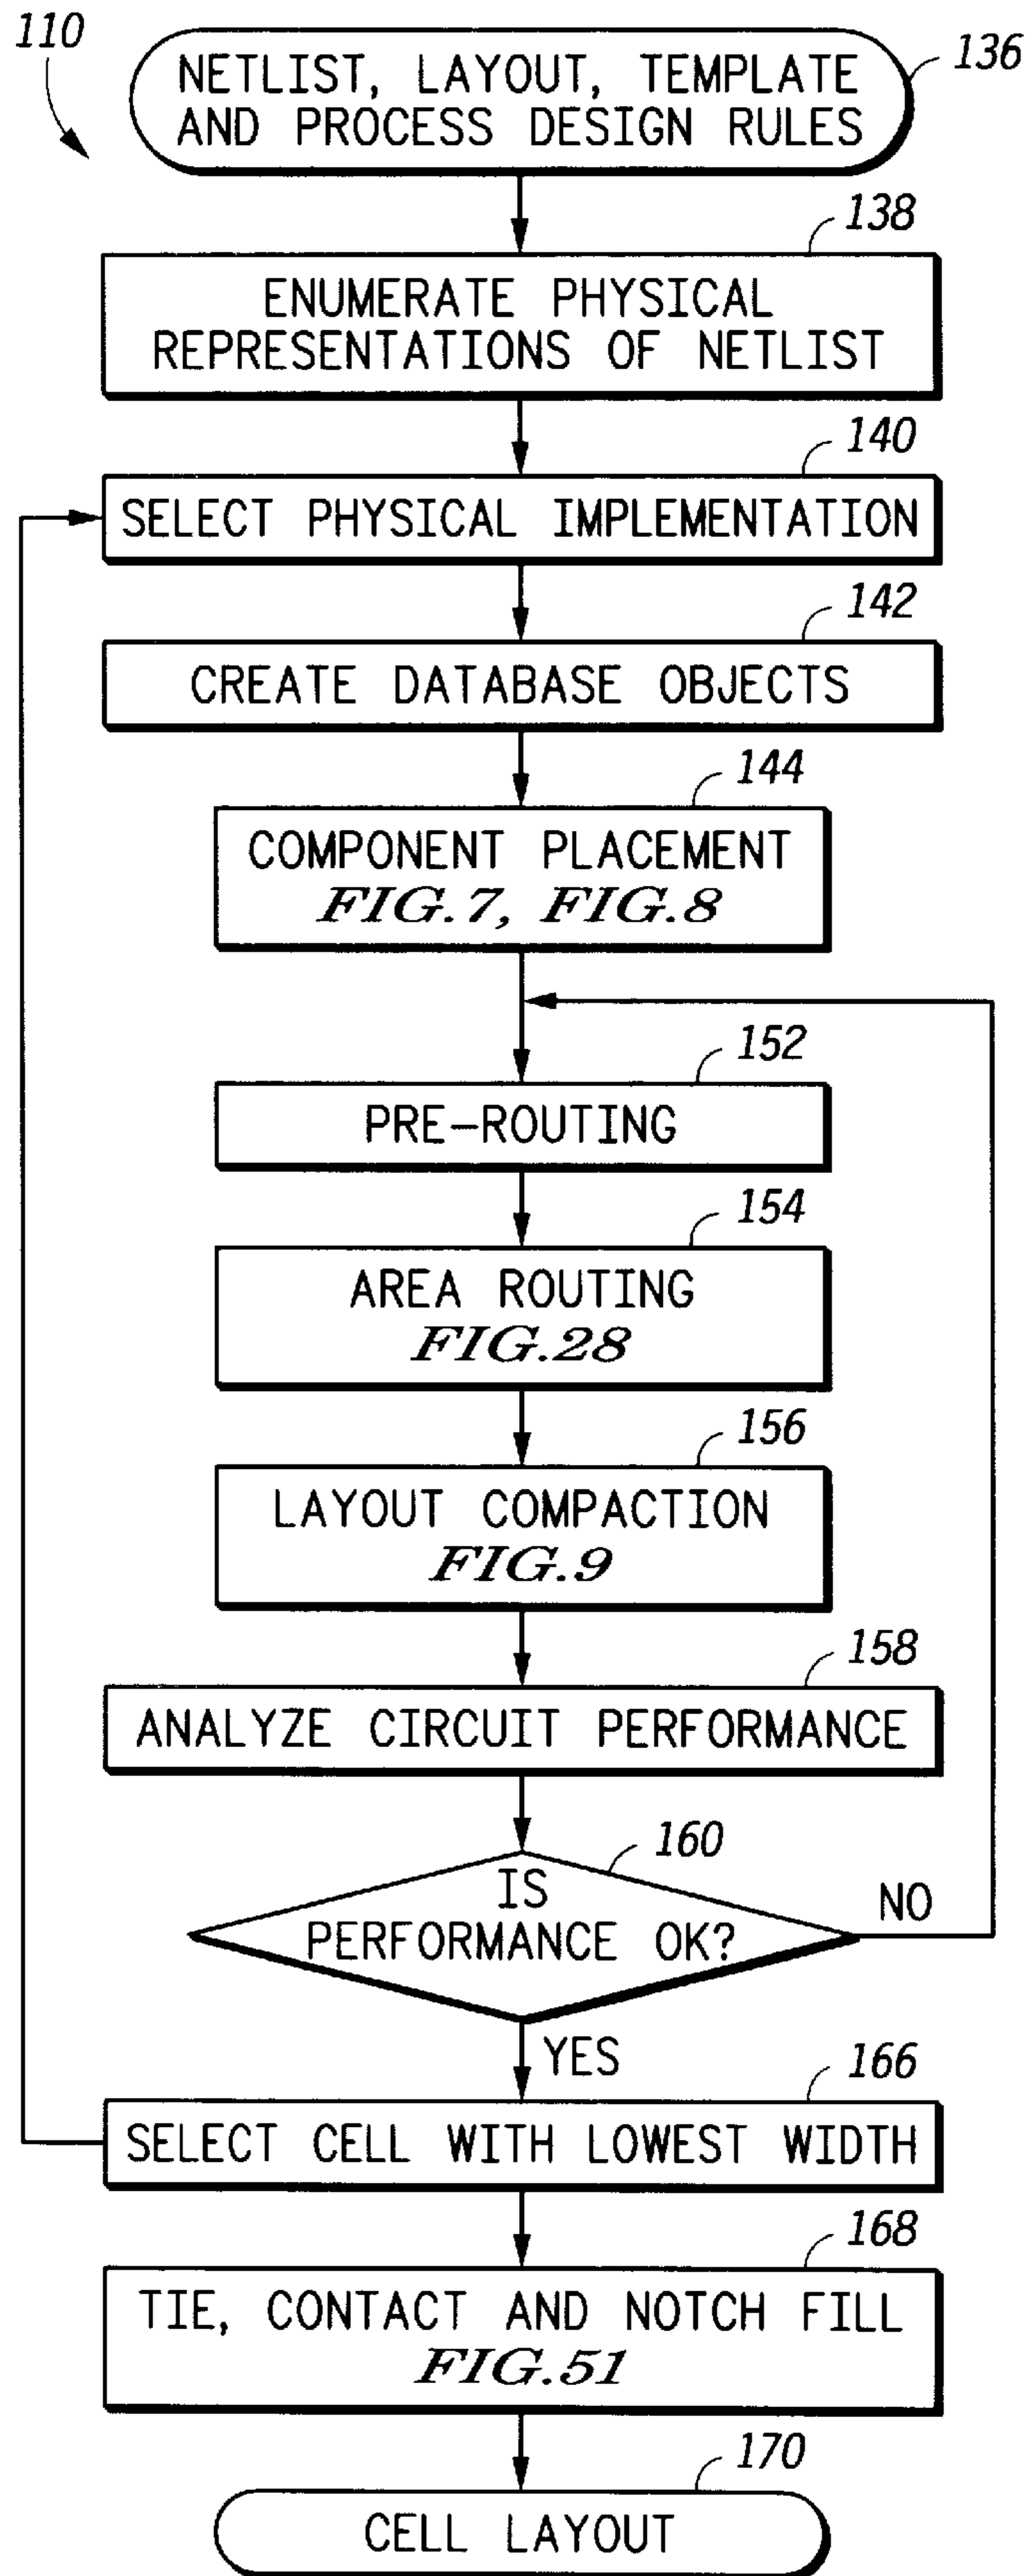 110
NETLIST, LAYOUT, TEMPLATE
AND PROCESS DESIGN RULES
136
138
ENUMERATE PHYSICAL
REPRESENTATIONS OF NETLIST
140
SELECT PHYSICAL IMPLEMENTATION
142
CREATE DATABASE OBJECTS
144
COMPONENT PLACEMENT
FIG.7, FIG.8
152
PRE-ROUTING
154
AREA ROUTING
FIG.28
156
LAYOUT COMPACTION
FIG.9
158
ANALYZE CIRCUIT PERFORMANCE
160
IS
PERFORMANCE OK?
NO
YES
166
SELECT CELL WITH LOWEST WIDTH
168
TIE, CONTACT AND NOTCH FILL
FIG.51
170
CELL LAYOUT